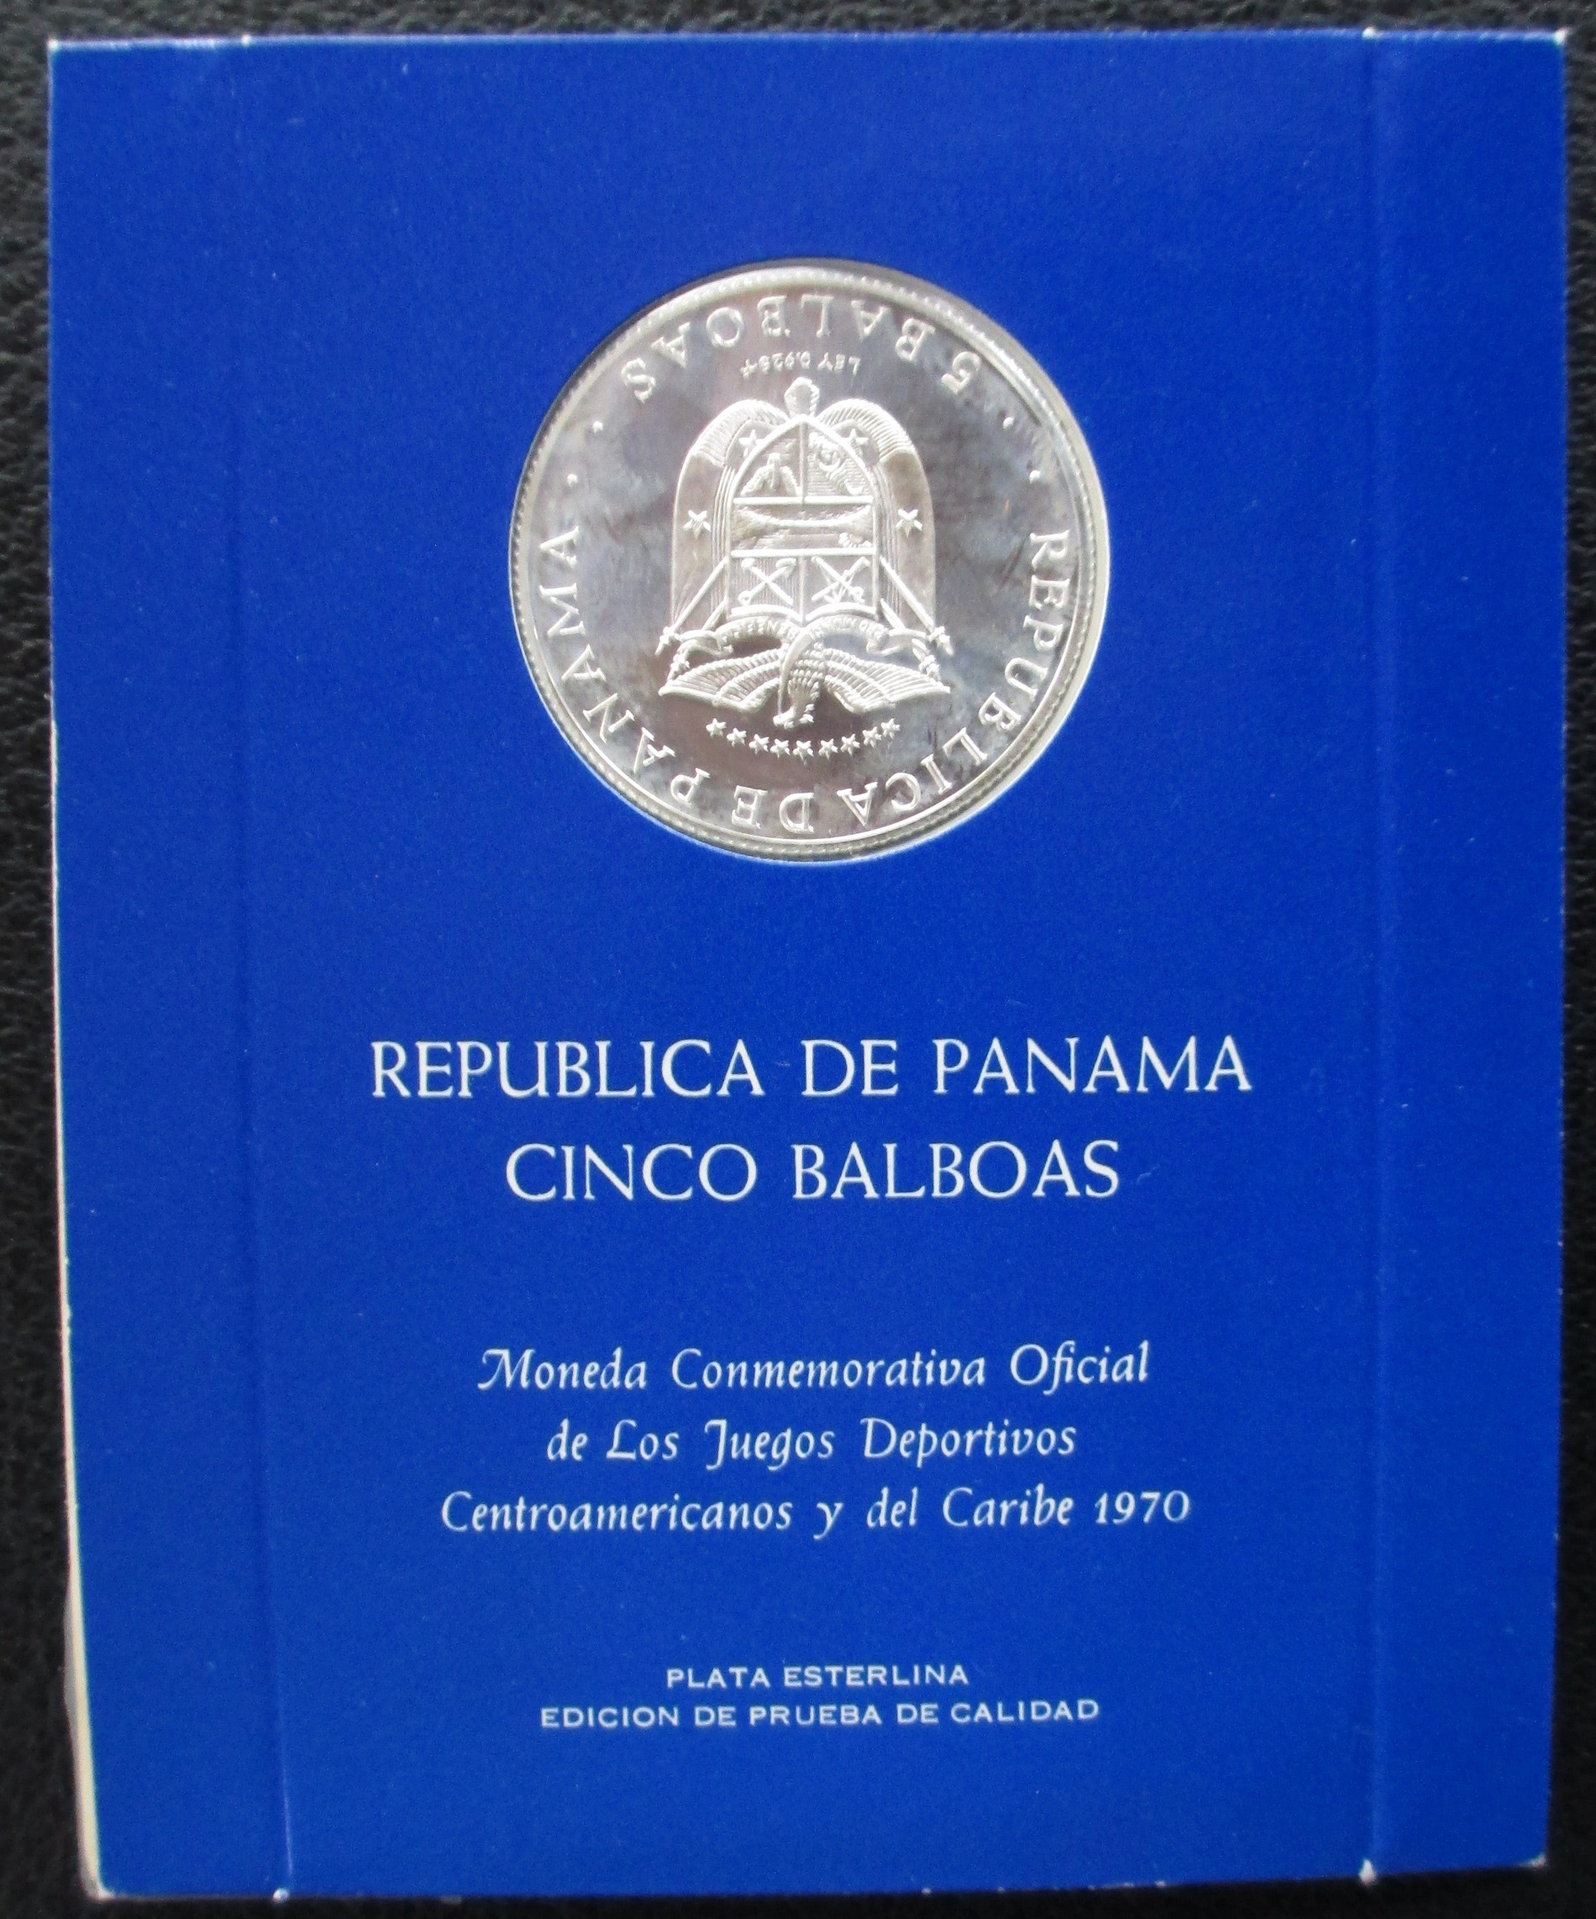 REPUBLICA DE PANAMA
5 BALBOAS
LEY 0.925
REPUBLICA DE PANAMA
CINCO BALBOAS
Moneda Conmemorativa Oficial
de Los Juegos Deportivos
Centroamericanos y del Caribe 1970
PLATA ESTERLINA
EDICION DE PRUEBA DE CALIDAD